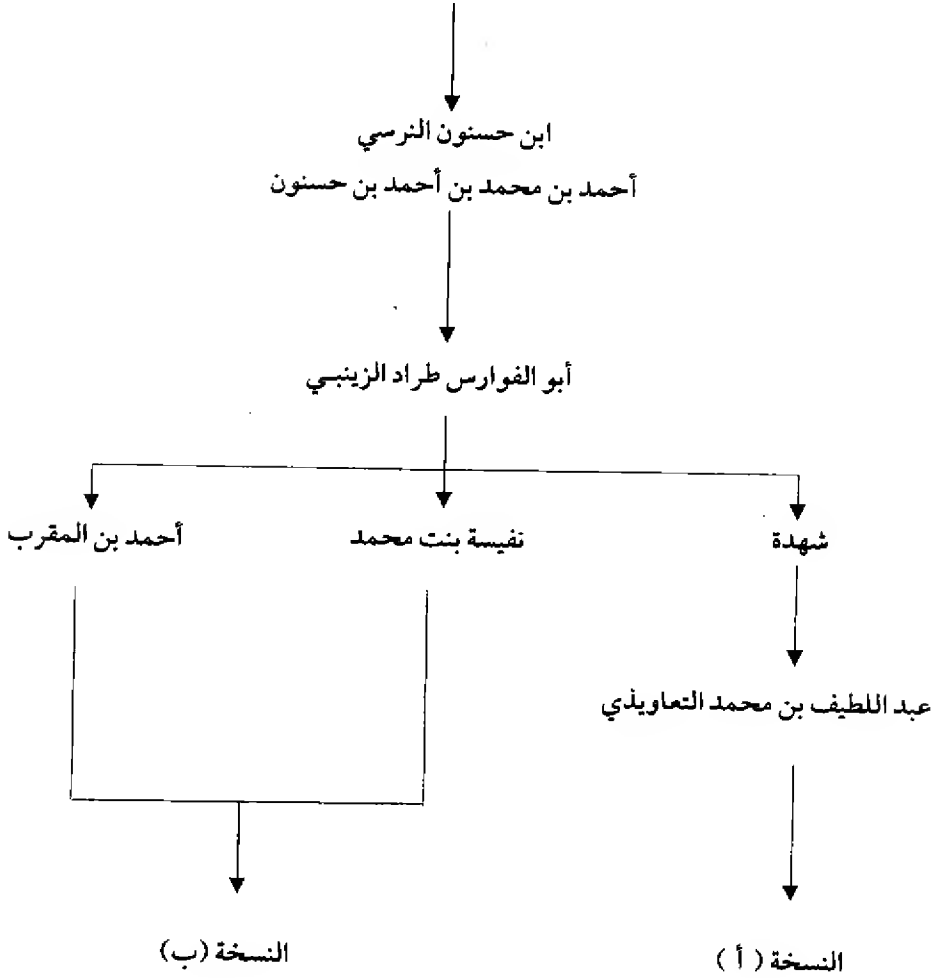 ابن حسنون النرسي
أحمد بن محمد بن أحمد بن حسنون
أبو الفوارس طراد الزينبـي
شهدة
نفيسة بنت محمد
أحمد بن المقرب
عبد اللطيف بن محمد التعاويذي
النسخة ( أ )
النسخة (ب)